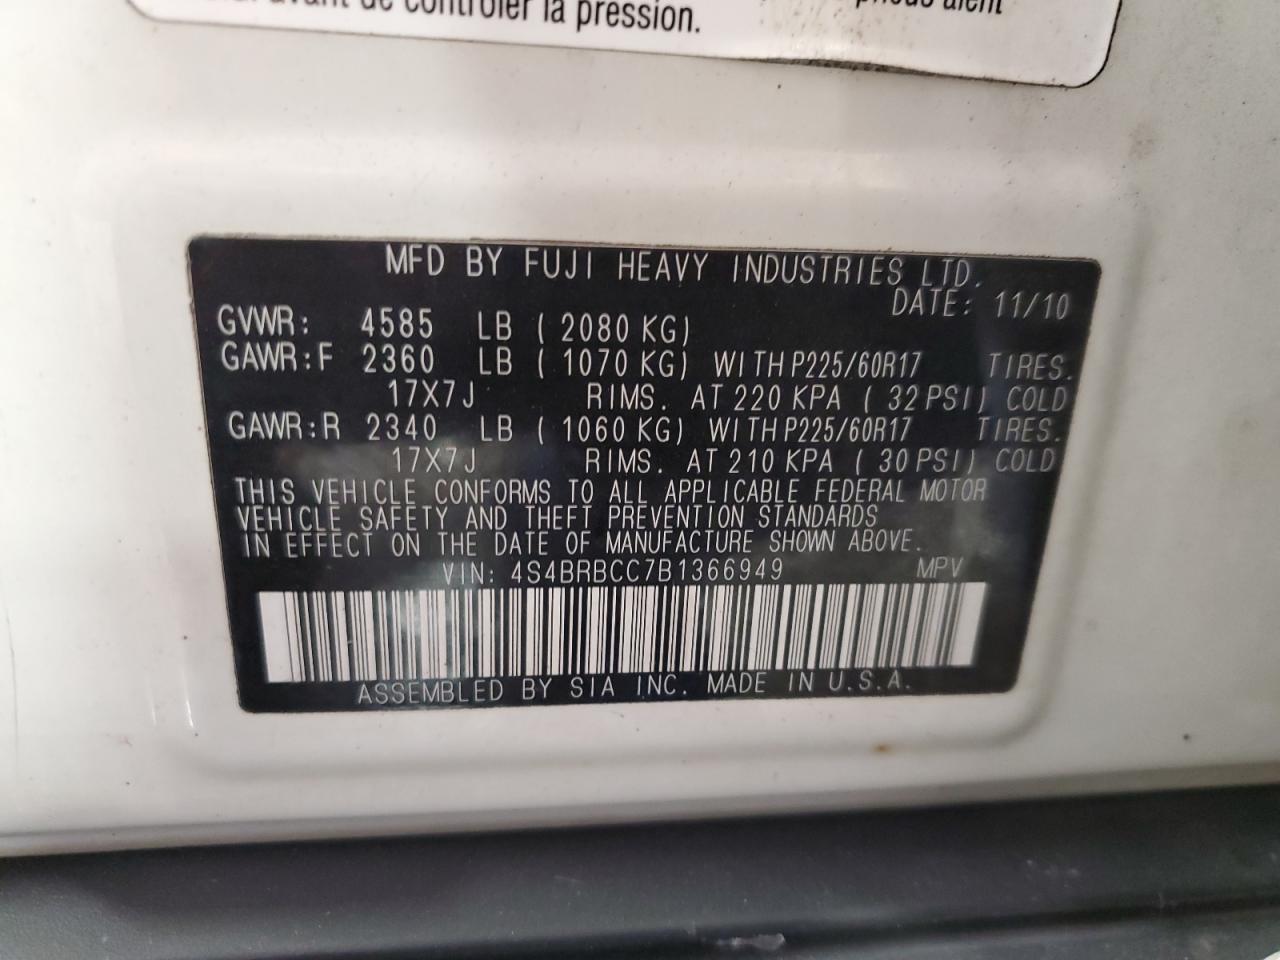 avant de contrôler la pression.
MFD BY FUJI HEAVY INDUSTRIES LTD.
DATE: 11/10
GVWR: 4585 LB ( 2080 KG)
GAWR:F 2360 LB ( 1070 KG) WITH P225/60R17 TIRES.
17X7J RIMS. AT 220 KPA ( 32 PSI) COLD
GAWR:R 2340 LB ( 1060 KG) WITH P225/60R17 TIRES.
17X7J RIMS. AT 210 KPA ( 30 PSI) COLD
THIS VEHICLE CONFORMS TO ALL APPLICABLE FEDERAL MOTOR
VEHICLE SAFETY AND THEFT PREVENTION STANDARDS
IN EFFECT ON THE DATE OF MANUFACTURE SHOWN ABOVE.
VIN: 4S4BRBCC7B1366949 MPV
ASSEMBLED BY SIA INC. MADE IN U.S.A.